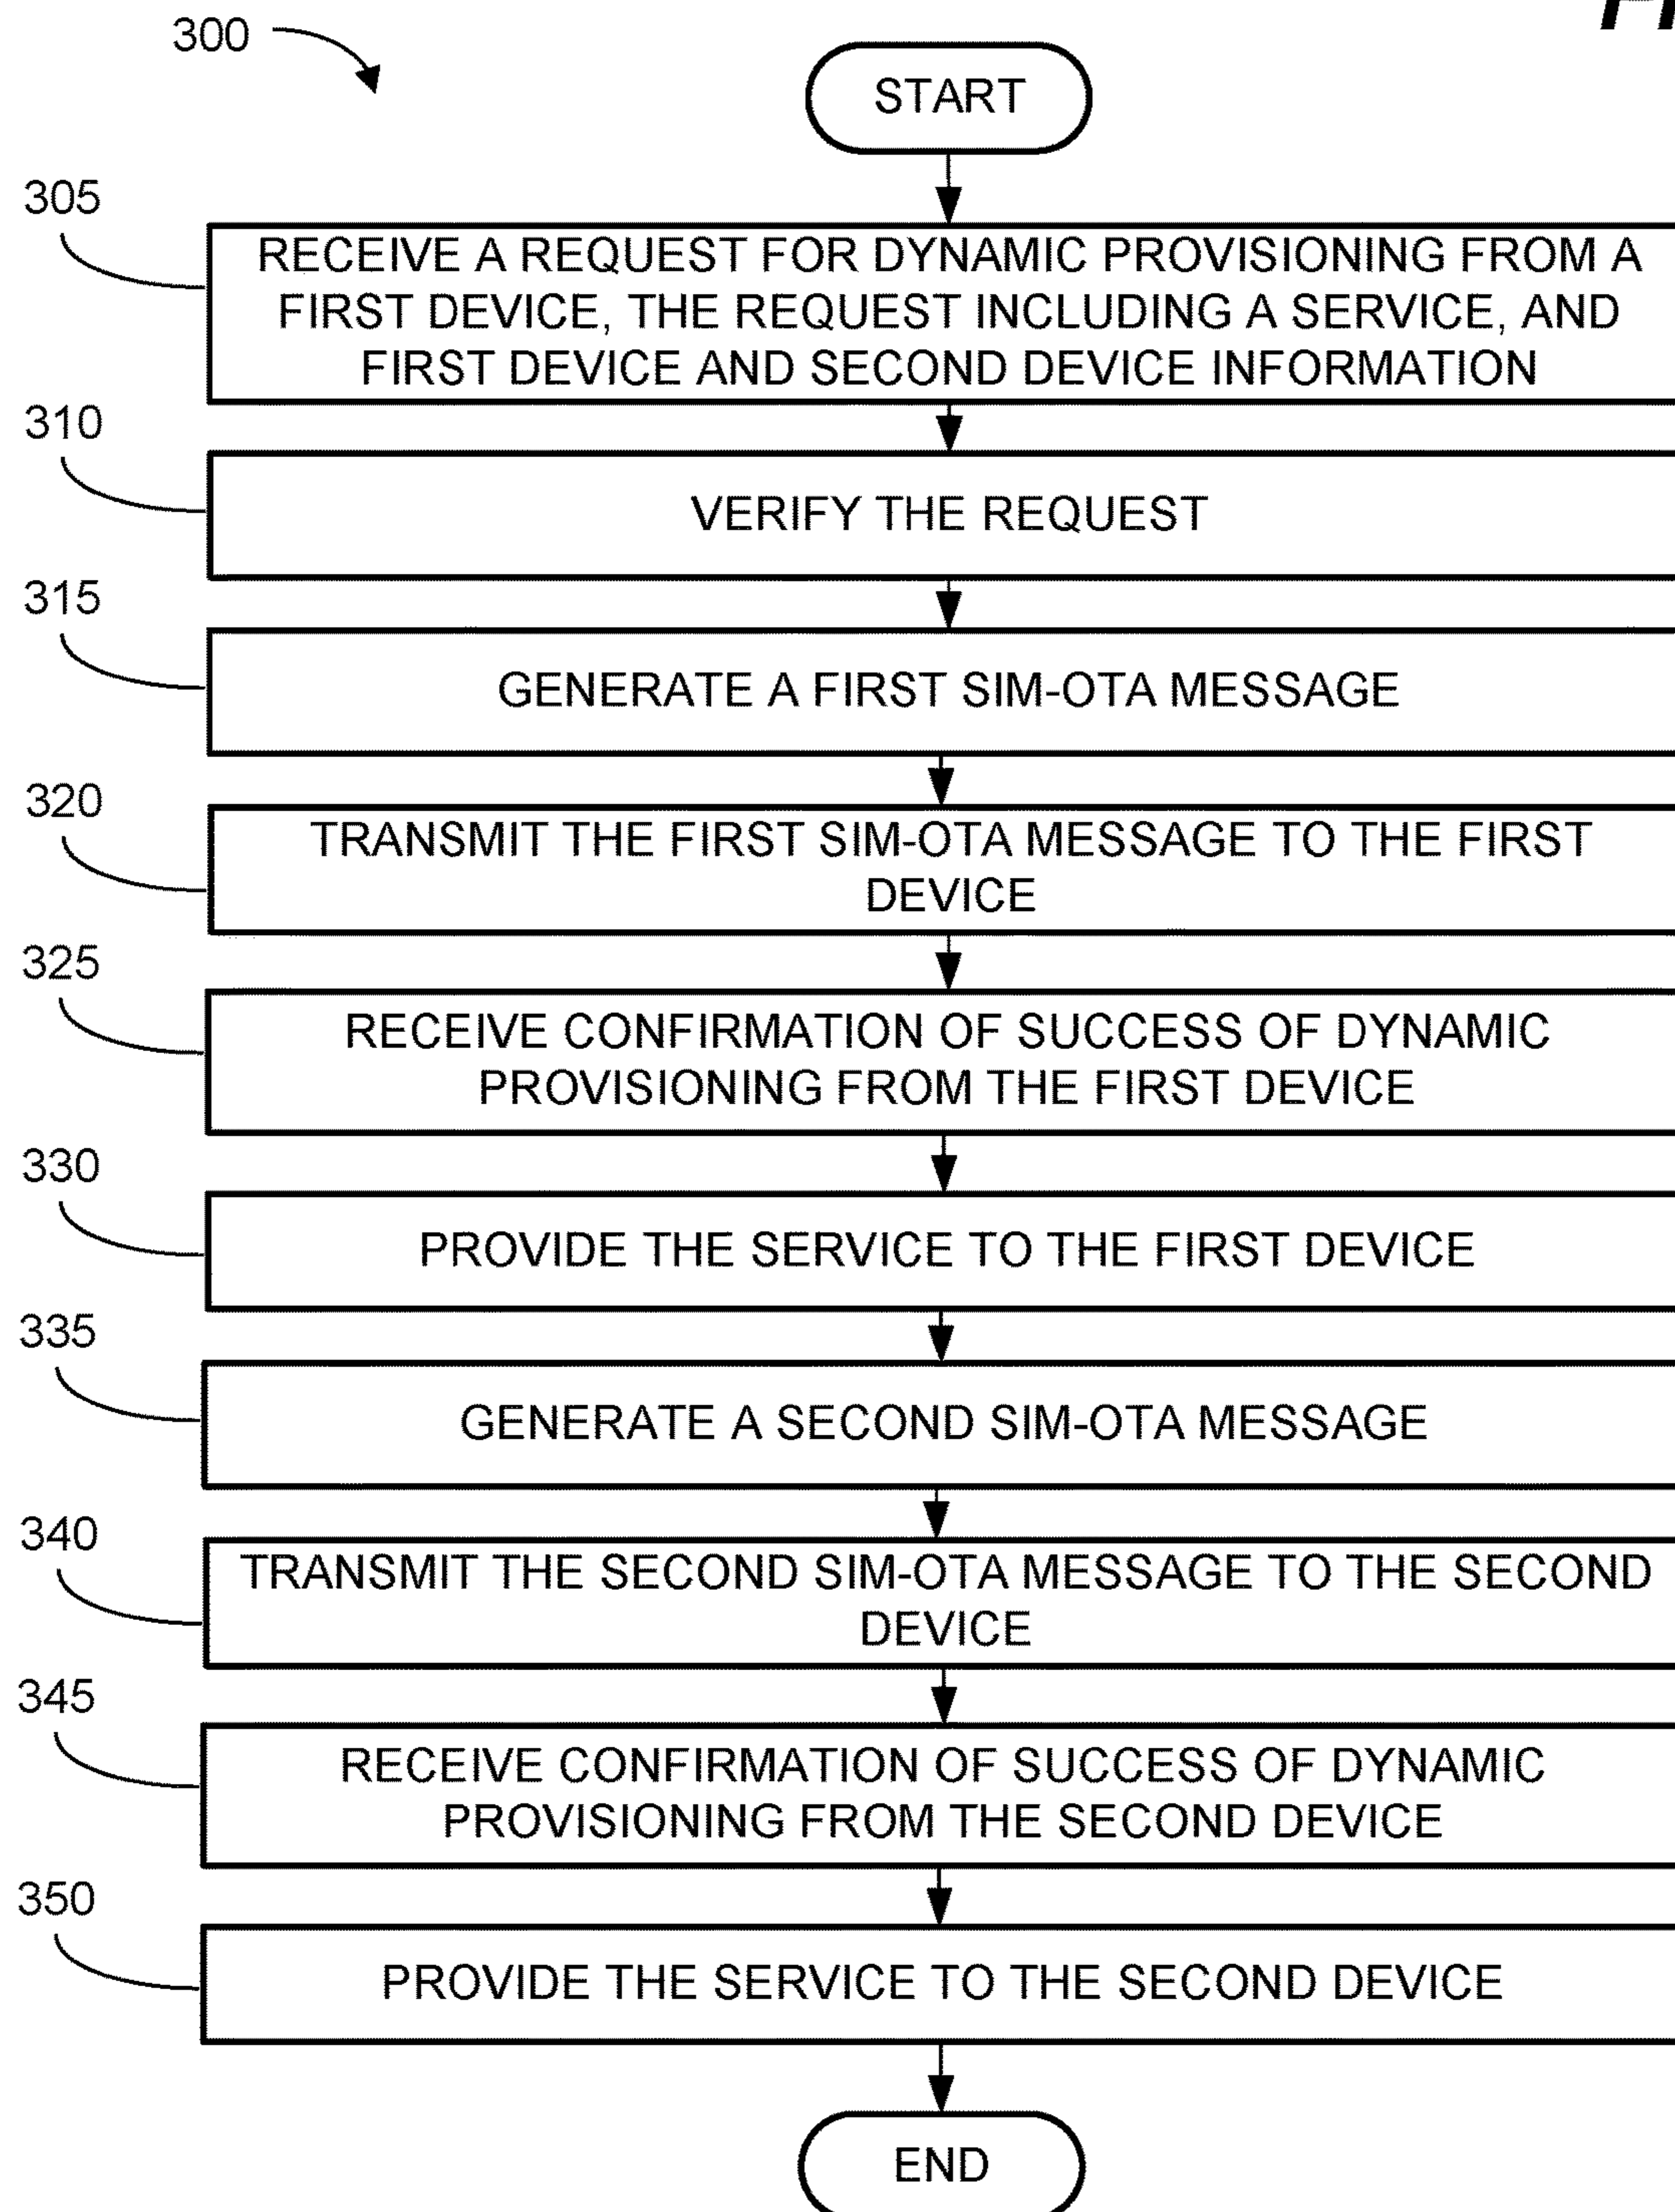 300
START
305
RECEIVE A REQUEST FOR DYNAMIC PROVISIONING FROM A
FIRST DEVICE, THE REQUEST INCLUDING A SERVICE, AND
FIRST DEVICE AND SECOND DEVICE INFORMATION
310
VERIFY THE REQUEST
315
GENERATE A FIRST SIM-OTA MESSAGE
320
TRANSMIT THE FIRST SIM-OTA MESSAGE TO THE FIRST
DEVICE
325
RECEIVE CONFIRMATION OF SUCCESS OF DYNAMIC
PROVISIONING FROM THE FIRST DEVICE
330
PROVIDE THE SERVICE TO THE FIRST DEVICE
335
GENERATE A SECOND SIM-OTA MESSAGE
340
TRANSMIT THE SECOND SIM-OTA MESSAGE TO THE SECOND
DEVICE
345
RECEIVE CONFIRMATION OF SUCCESS OF DYNAMIC
PROVISIONING FROM THE SECOND DEVICE
350
PROVIDE THE SERVICE TO THE SECOND DEVICE
END